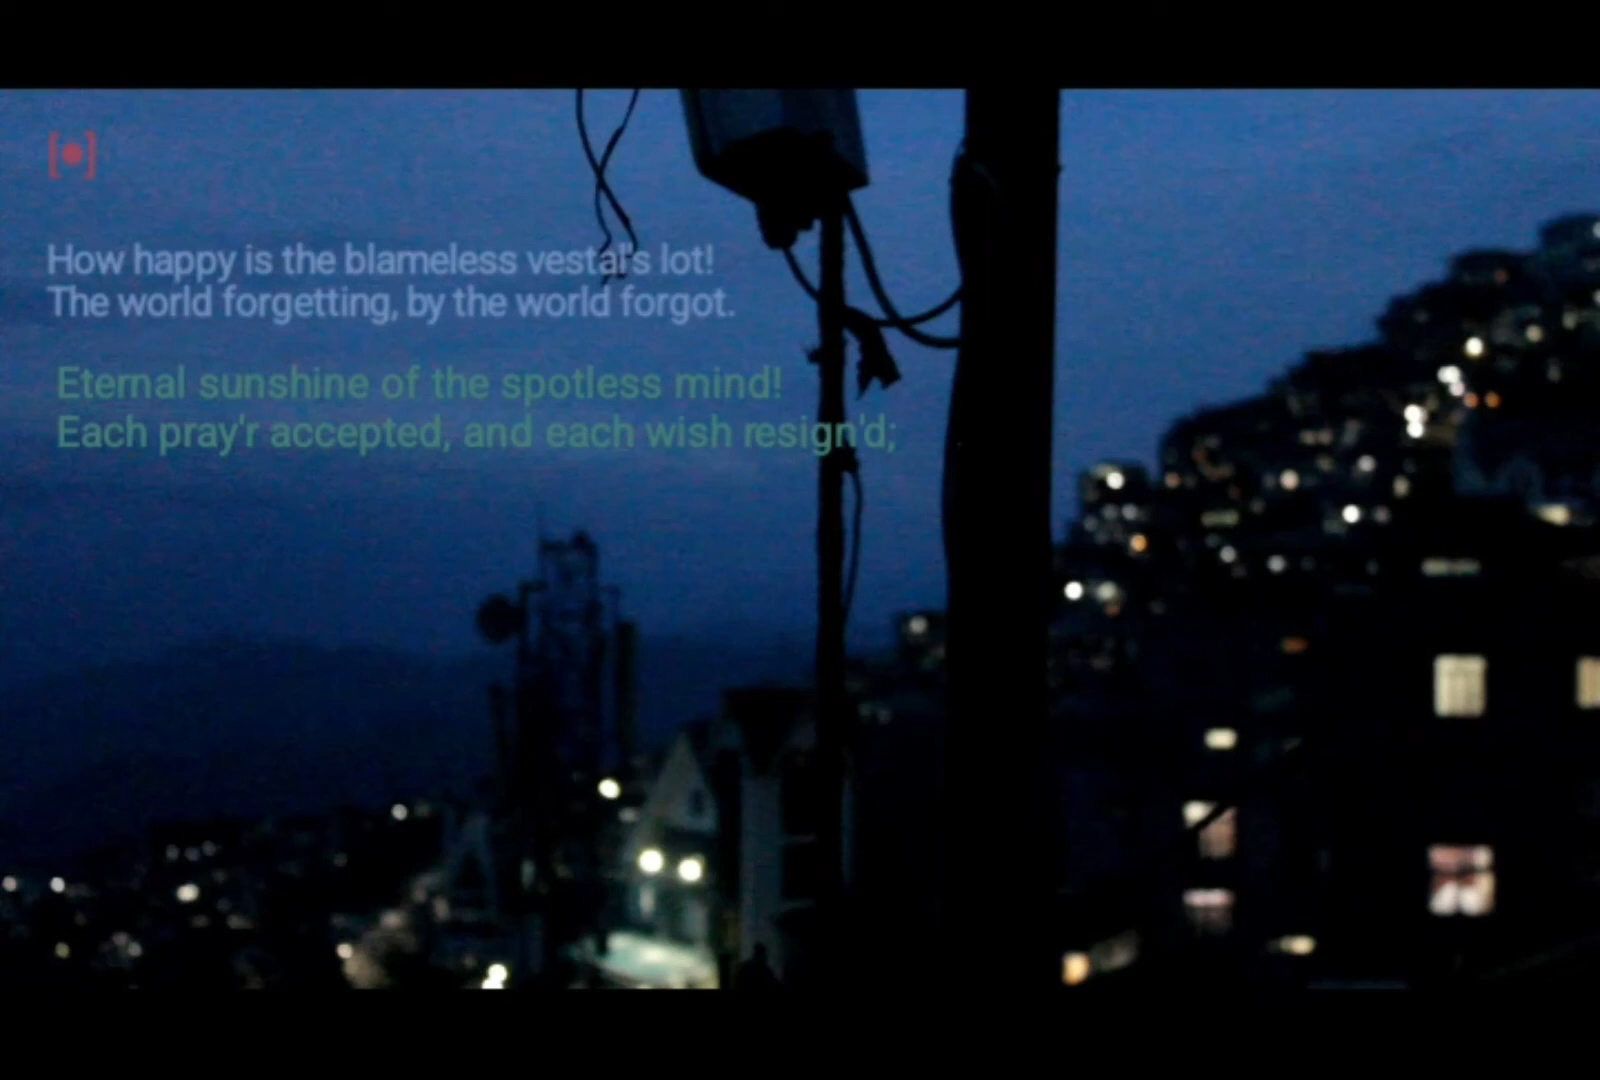 [•]
How happy is the blameless vestal's lot!
The world forgetting, by the world forgot.
Eternal sunshine of the spotless mind!
Each pray'r accepted, and each wish resign'd;